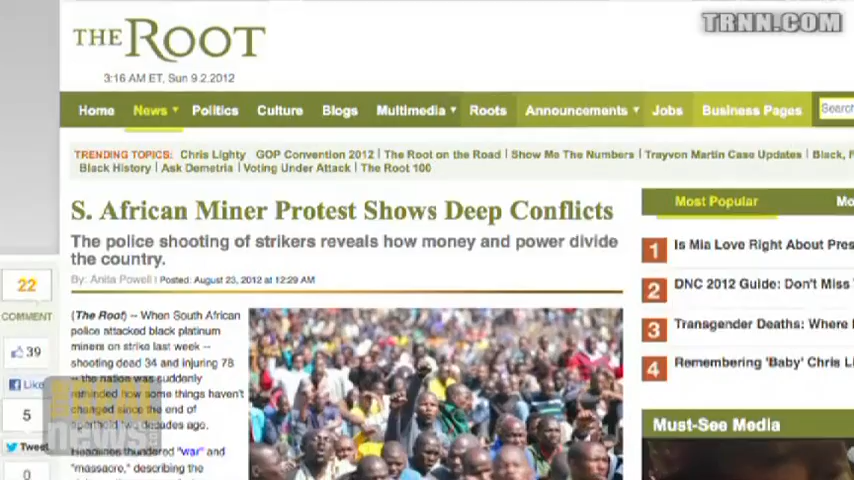 TRNN.COM
THE ROOT
3:16 AM ET, Sun 9.2.2012
Home News Politics Culture Blogs Multimedia Roots Announcements Jobs Business Pages Search
TRENDING TOPICS: Chris Lighty GOP Convention 2012 | The Root on the Road | Show Me The Numbers | Trayvon Martin Case Updates | Black,
Black History | Ask Demetria | Voting Under Attack | The Root 100
S. African Miner Protest Shows Deep Conflicts
The police shooting of strikers reveals how money and power divide
the country.
By: Anita Powell | Posted: August 23, 2012 at 12:29 AM
(The Root) -- When South African
police attacked black platinum
miners on strike last week --
shooting dead 34 and injuring 78
-- the nation was suddenly
reminded how some things haven't
changed since the end of
apartheid two decades ago.
Headlines thundered "war" and
"massacre," describing the
22
COMMENT
39
Like
5
Tweet
0
news
Most Popular Mo
1 Is Mia Love Right About Pres
2 DNC 2012 Guide: Don't Miss
3 Transgender Deaths: Where
4 Remembering 'Baby' Chris Li
Must-See Media